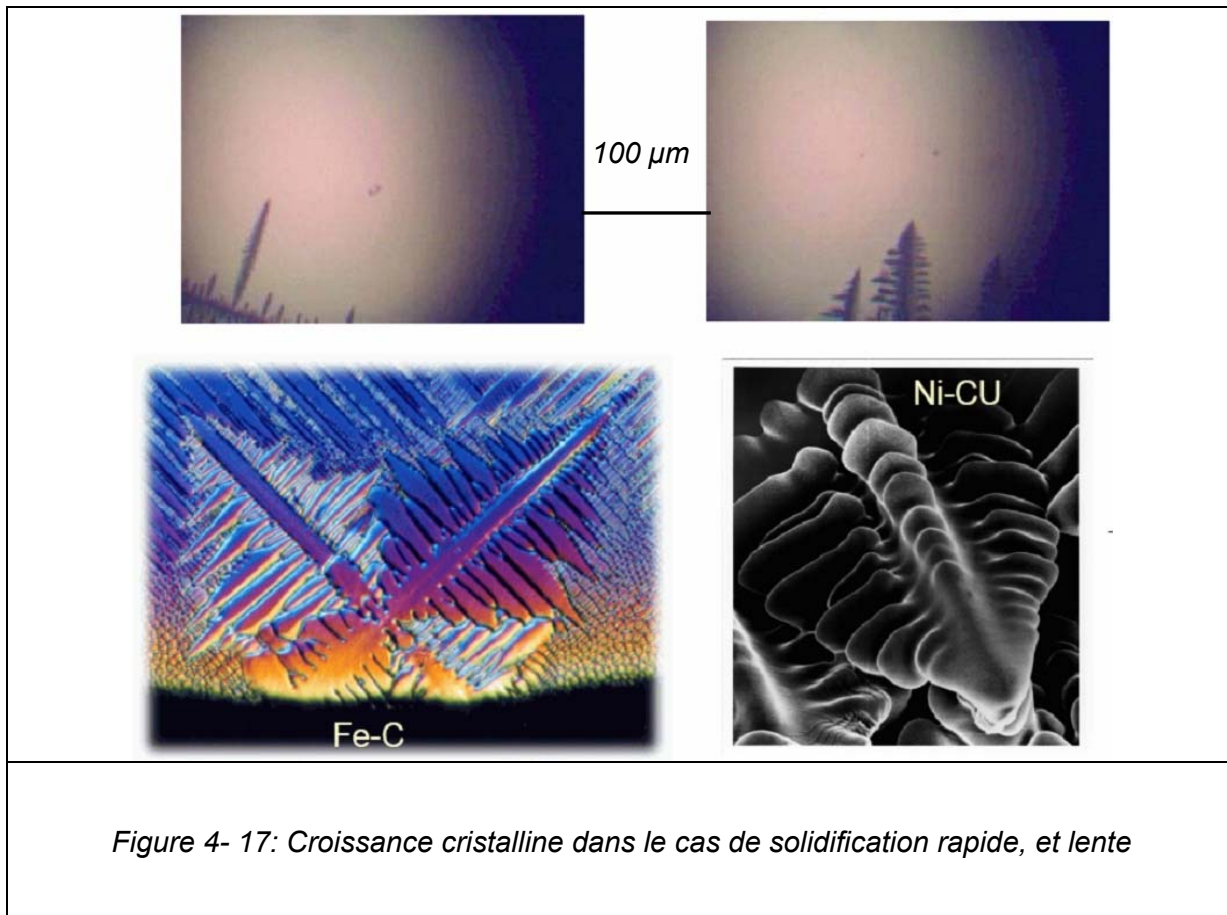 100 µm
Ni-CU
Fe-C
Figure 4- 17: Croissance cristalline dans le cas de solidification rapide, et lente